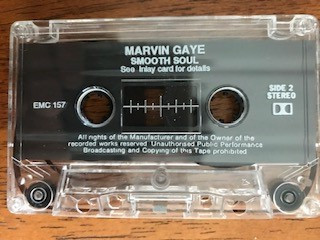 MARVIN GAYE
SMOOTH SOUL
See Inlay card for details
EMC 157
SIDE 2
STEREO
All rights of the Manufacturer and of the Owner of the
recorded works reserved Unauthorised Public Performance
Broadcasting and Copying of this Tape prohibited